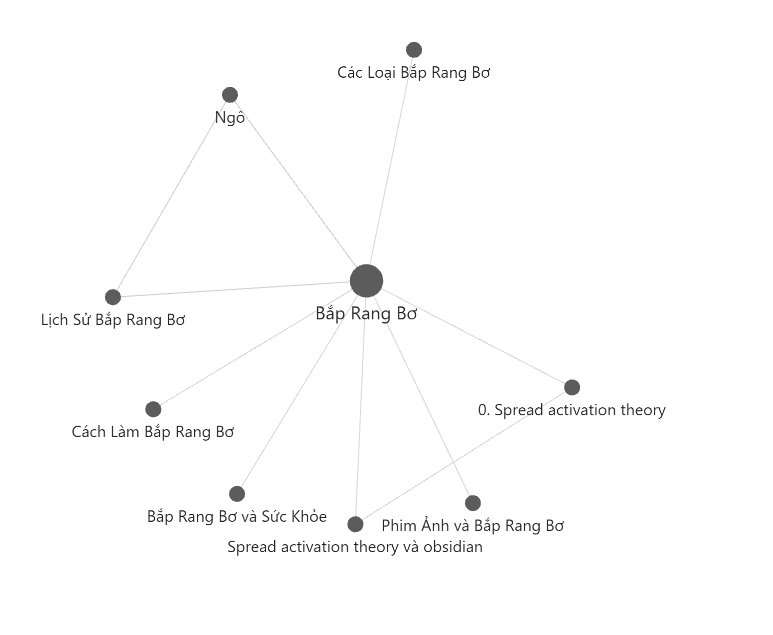 Các Loại Bắp Rang Bơ
Ngô
Bắp Rang Bơ
Lịch Sử Bắp Rang Bơ
0. Spread activation theory
Cách Làm Bắp Rang Bơ
Bắp Rang Bơ và Sức Khỏe
Phim Ảnh và Bắp Rang Bơ
Spread activation theory và obsidian